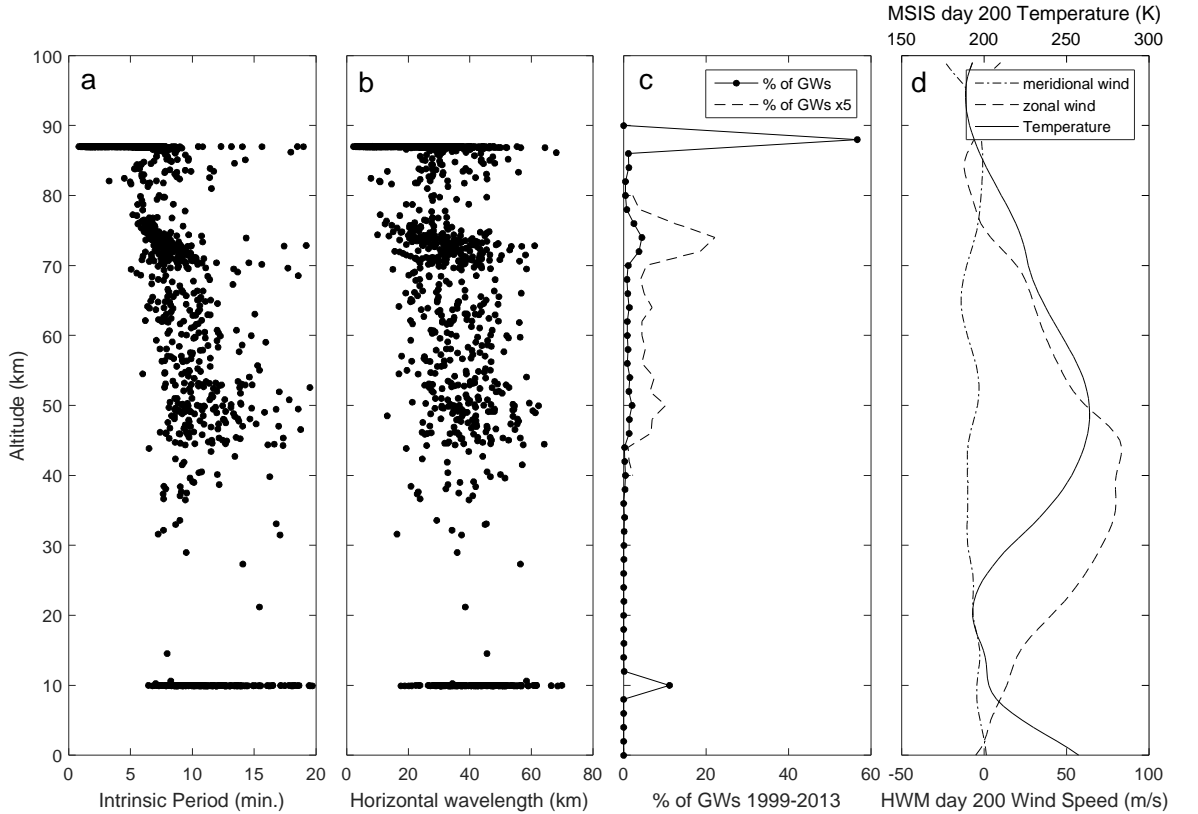 MSIS day 200 Temperature (K)
150 200 250 300
a
b
c
d
% of GWs
% of GWs x5
meridional wind
zonal wind
Temperature
Altitude (km)
100
90
80
70
60
50
40
30
20
10
0
0 5 10 15 20
0 20 40 60 80
0 20 40 60
-50 0 50 100
Intrinsic Period (min.)
Horizontal wavelength (km)
% of GWs 1999-2013
HWM day 200 Wind Speed (m/s)